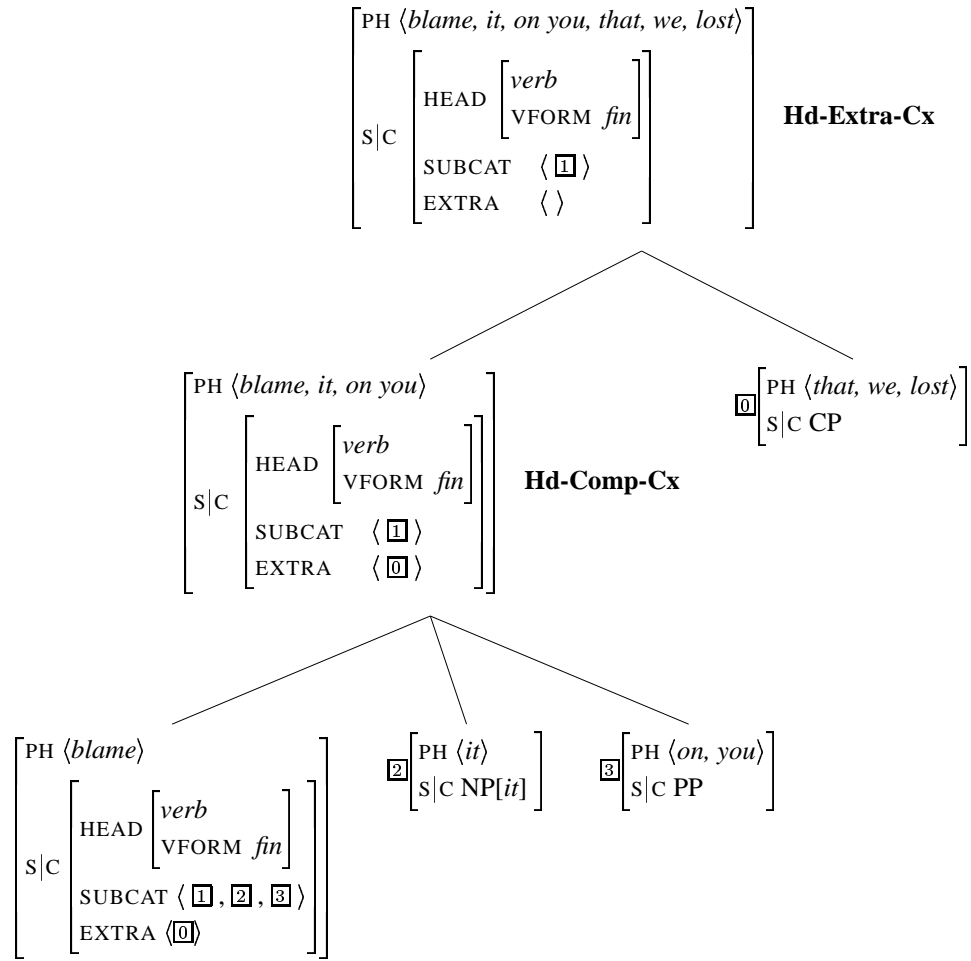 PH ⟨blame, it, on you, that, we, lost⟩
HEAD [verb
VFORM fin]
S|C
SUBCAT ⟨ 1 ⟩
EXTRA ⟨ ⟩
Hd-Extra-Cx
PH ⟨blame, it, on you⟩
HEAD [verb
VFORM fin]
S|C
SUBCAT ⟨ 1 ⟩
EXTRA ⟨ 0 ⟩
Hd-Comp-Cx
0 [PH ⟨that, we, lost⟩
S|C CP]
PH ⟨blame⟩
HEAD [verb
VFORM fin]
S|C
SUBCAT ⟨ 1 , 2 , 3 ⟩
EXTRA ⟨0⟩
2 [PH ⟨it⟩
S|C NP[it]]
3 [PH ⟨on, you⟩
S|C PP]